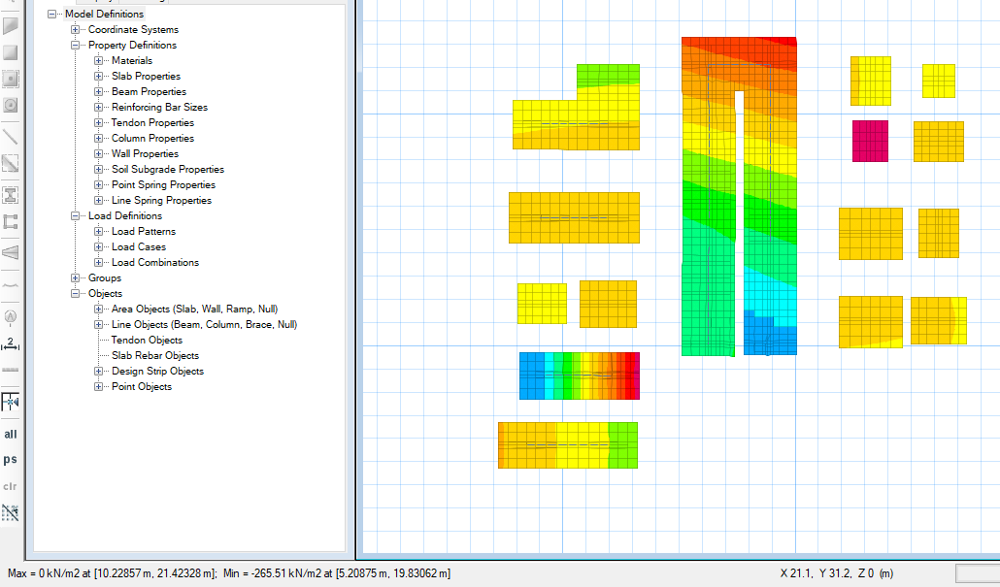 Model Definitions
Coordinate Systems
Property Definitions
Materials
Slab Properties
Beam Properties
Reinforcing Bar Sizes
Tendon Properties
Column Properties
Wall Properties
Soil Subgrade Properties
Point Spring Properties
Line Spring Properties
Load Definitions
Load Patterns
Load Cases
Load Combinations
Groups
Objects
Area Objects (Slab, Wall, Ramp, Null)
Line Objects (Beam, Column, Brace, Null)
Tendon Objects
Slab Rebar Objects
Design Strip Objects
Point Objects
2
all
ps
clr
Max = 0 kN/m2 at [10.22857 m, 21.42328 m]; Min = -265.51 kN/m2 at [5.20875 m, 19.83062 m]
X 21.1, Y 31.2, Z 0 (m)